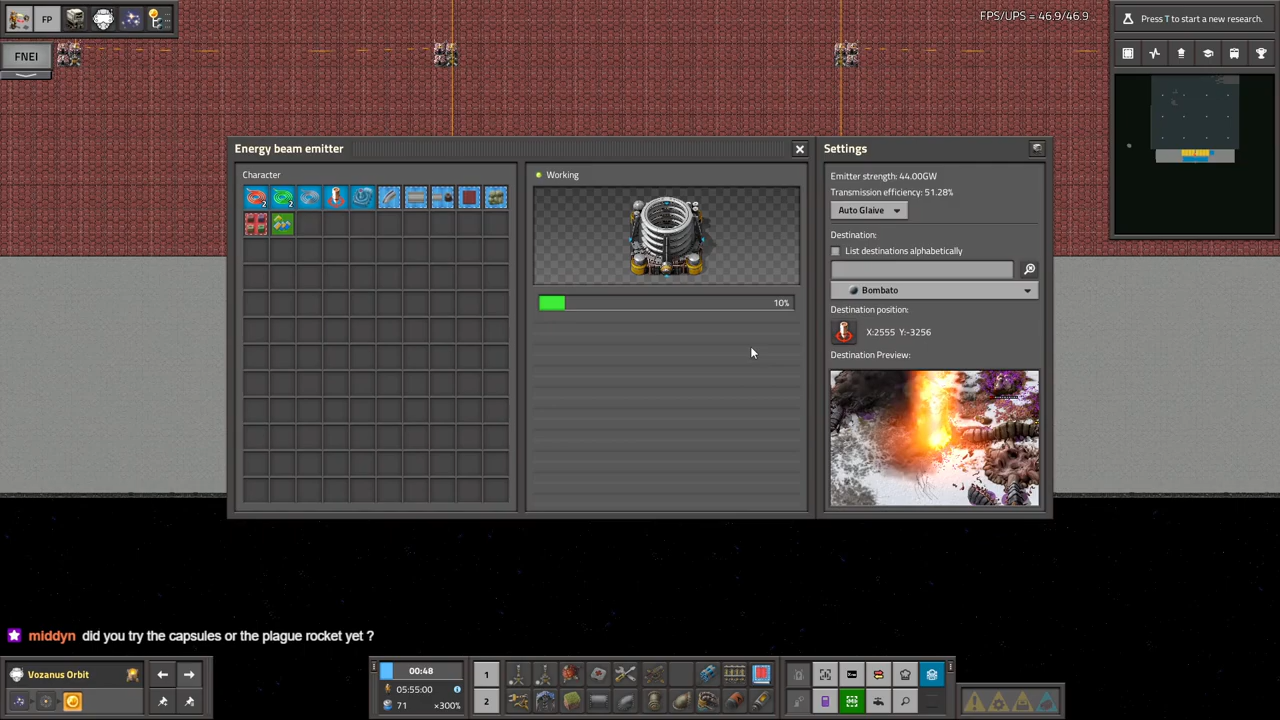 FP
FPS/UPS = 46.9/46.9
Press T to start a new research.
FNEI
Energy beam emitter
Settings
Character
Working
Emitter strength: 44.00GW
Transmission efficiency: 51.28%
Auto Glaive
2
2
Destination:
List destinations alphabetically
Bombato
10%
Destination position:
X:2555 Y:-3256
Destination Preview:
middyn did you try the capsules or the plague rocket yet ?
Vozanus Orbit
00:48
05:55:00
71 ×300%
1
2